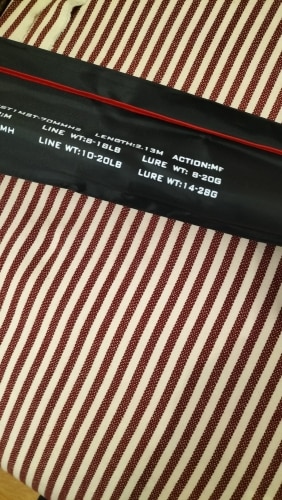 LENGTH:2.13M ACTION:MF
:M LINE WT:8-16LB LURE WT: 8-20G
MH LINE WT:10-20LB LURE WT:14-28G